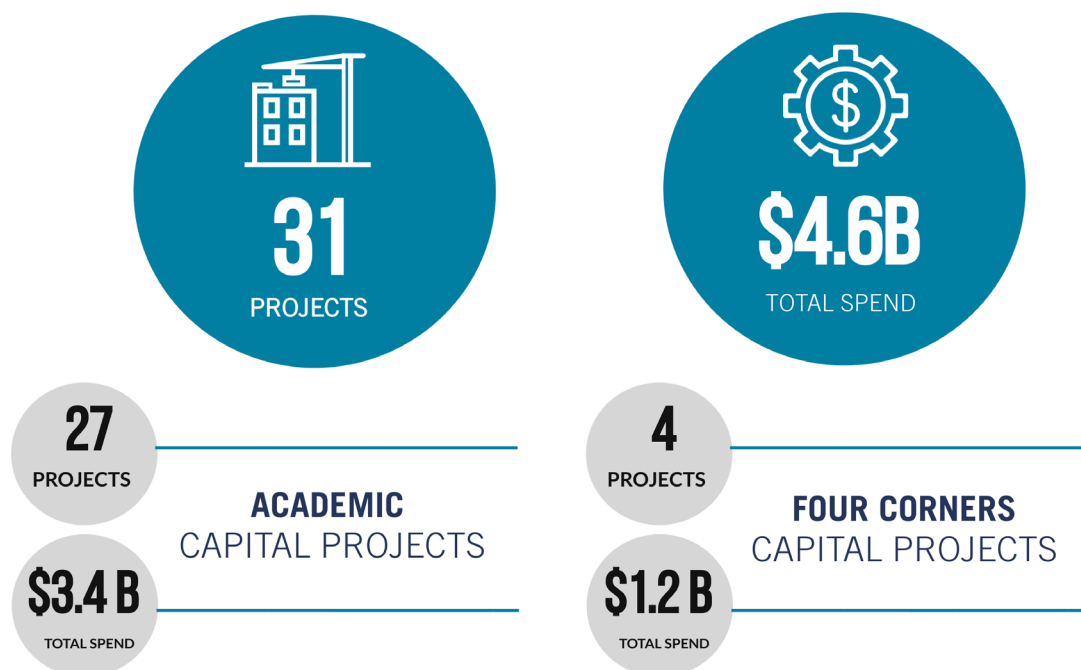 31
PROJECTS
$
$4.6B
TOTAL SPEND
27
PROJECTS
ACADEMIC
CAPITAL PROJECTS
$3.4 B
TOTAL SPEND
4
PROJECTS
FOUR CORNERS
CAPITAL PROJECTS
$1.2 B
TOTAL SPEND